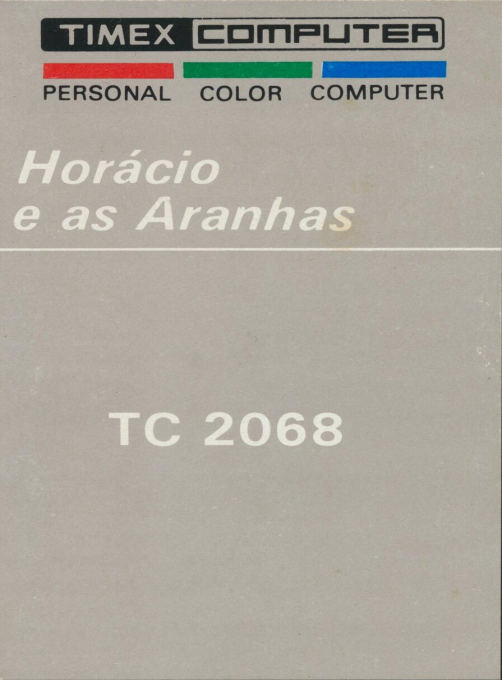 TIMEX COMPUTER
PERSONAL COLOR COMPUTER
Horácio
e as Aranhas
TC 2068